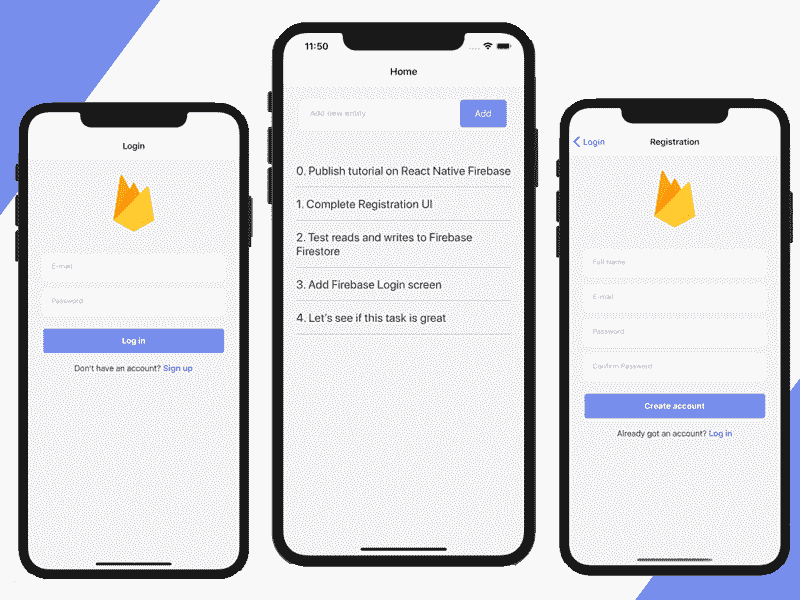 Login
E-mail
Password
Log in
Don't have an account? Sign up
11:50
Home
Add new entity
Add
0. Publish tutorial on React Native Firebase
1. Complete Registration UI
2. Test reads and writes to Firebase
Firestore
3. Add Firebase Login screen
4. Let's see if this task is great
Login
Registration
Full Name
E-mail
Password
Confirm Password
Create account
Already got an account? Log in